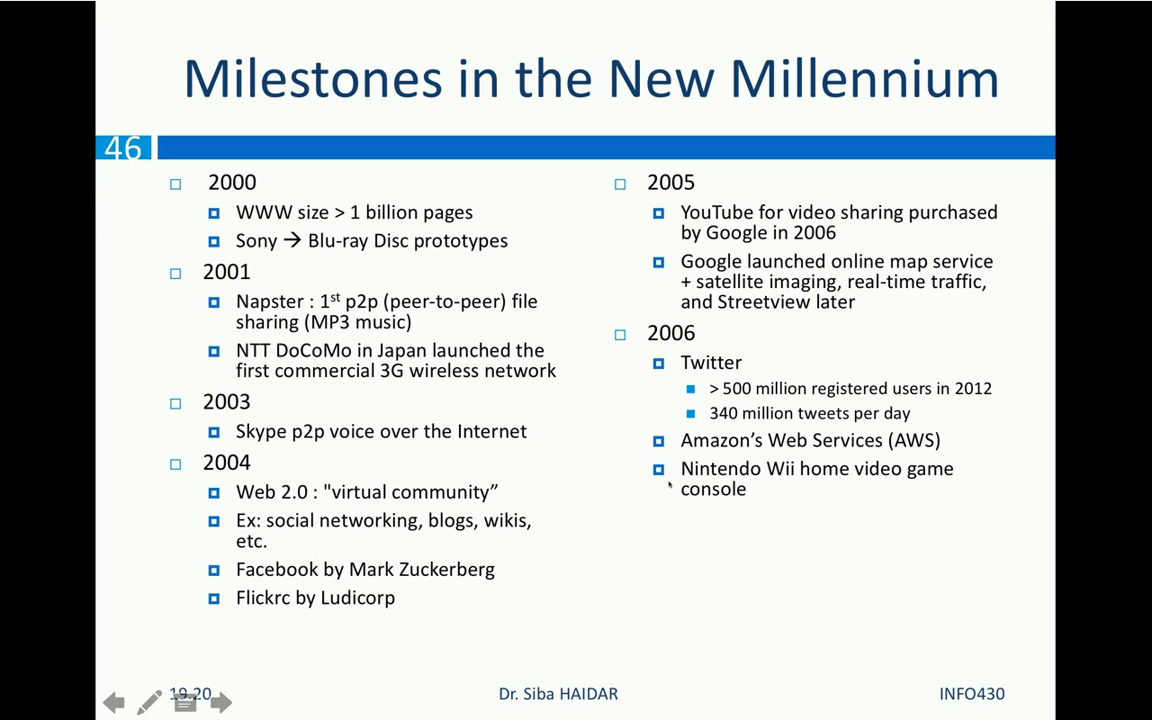 Milestones in the New Millennium
46
2000
WWW size > 1 billion pages
Sony → Blu-ray Disc prototypes
2001
Napster : 1st p2p (peer-to-peer) file
sharing (MP3 music)
NTT DoCoMo in Japan launched the
first commercial 3G wireless network
2003
Skype p2p voice over the Internet
2004
Web 2.0 : "virtual community”
Ex: social networking, blogs, wikis,
etc.
Facebook by Mark Zuckerberg
Flickrc by Ludicorp
2005
YouTube for video sharing purchased
by Google in 2006
Google launched online map service
+ satellite imaging, real-time traffic,
and Streetview later
2006
Twitter
> 500 million registered users in 2012
340 million tweets per day
Amazon’s Web Services (AWS)
Nintendo Wii home video game
console
19.20
Dr. Siba HAIDAR
INFO430